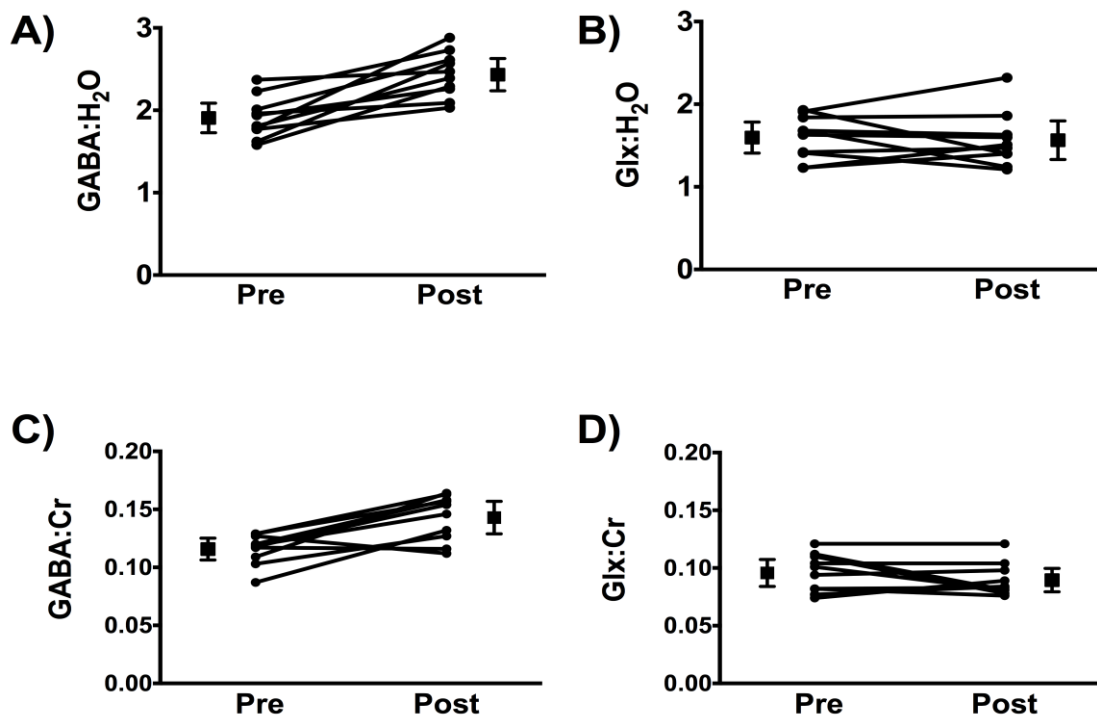 A)
GABA:H₂O
3
2
1
0
Pre Post
B)
Glx:H₂O
3
2
1
0
Pre Post
C)
GABA:Cr
0.20
0.15
0.10
0.05
0.00
Pre Post
D)
Glx:Cr
0.20
0.15
0.10
0.05
0.00
Pre Post